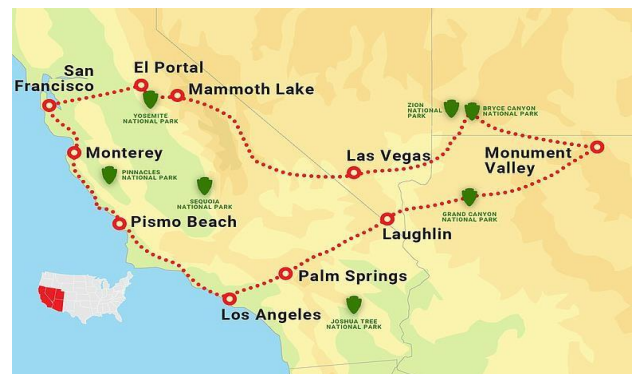 San
Francisco
El Portal
Mammoth Lake
YOSEMITE
NATIONAL PARK
ZION
NATIONAL
PARK
BRYCE CANYON
NATIONAL PARK
Monterey
PINNACLES
NATIONAL PARK
SEQUOIA
NATIONAL PARK
Las Vegas
Monument
Valley
Pismo Beach
GRAND CANYON
NATIONAL PARK
Laughlin
Palm Springs
Los Angeles
JOSHUA TREE
NATIONAL PARK